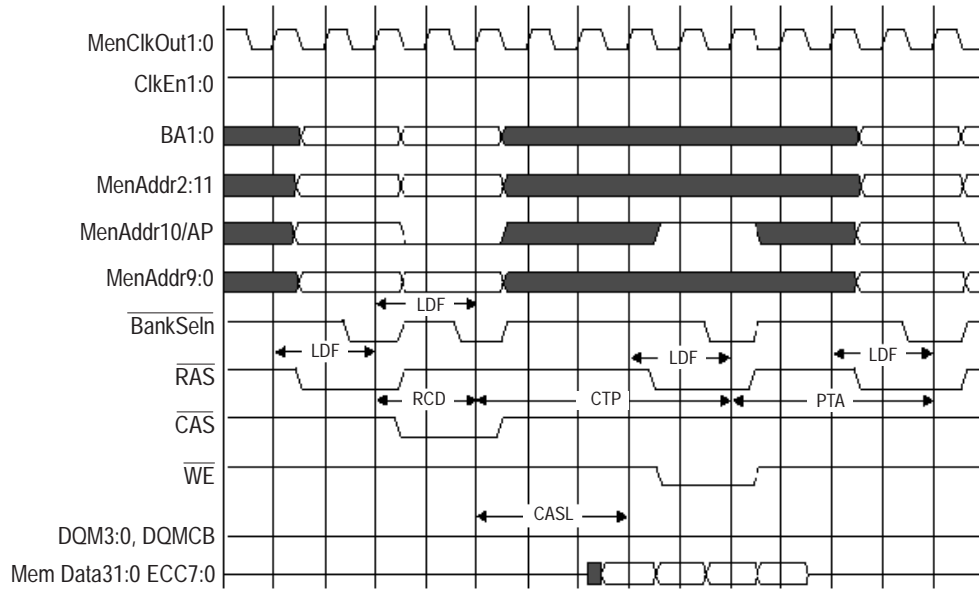 MenClkOut1:0
ClkEn1:0
BA1:0
MenAddr2:11
MenAddr10/AP
MenAddr9:0
LDF
BankSeln
LDF
LDF
LDF
RAS
RCD
CTP
PTA
CAS
WE
CASL
DQM3:0, DQMCB
Mem Data31:0 ECC7:0